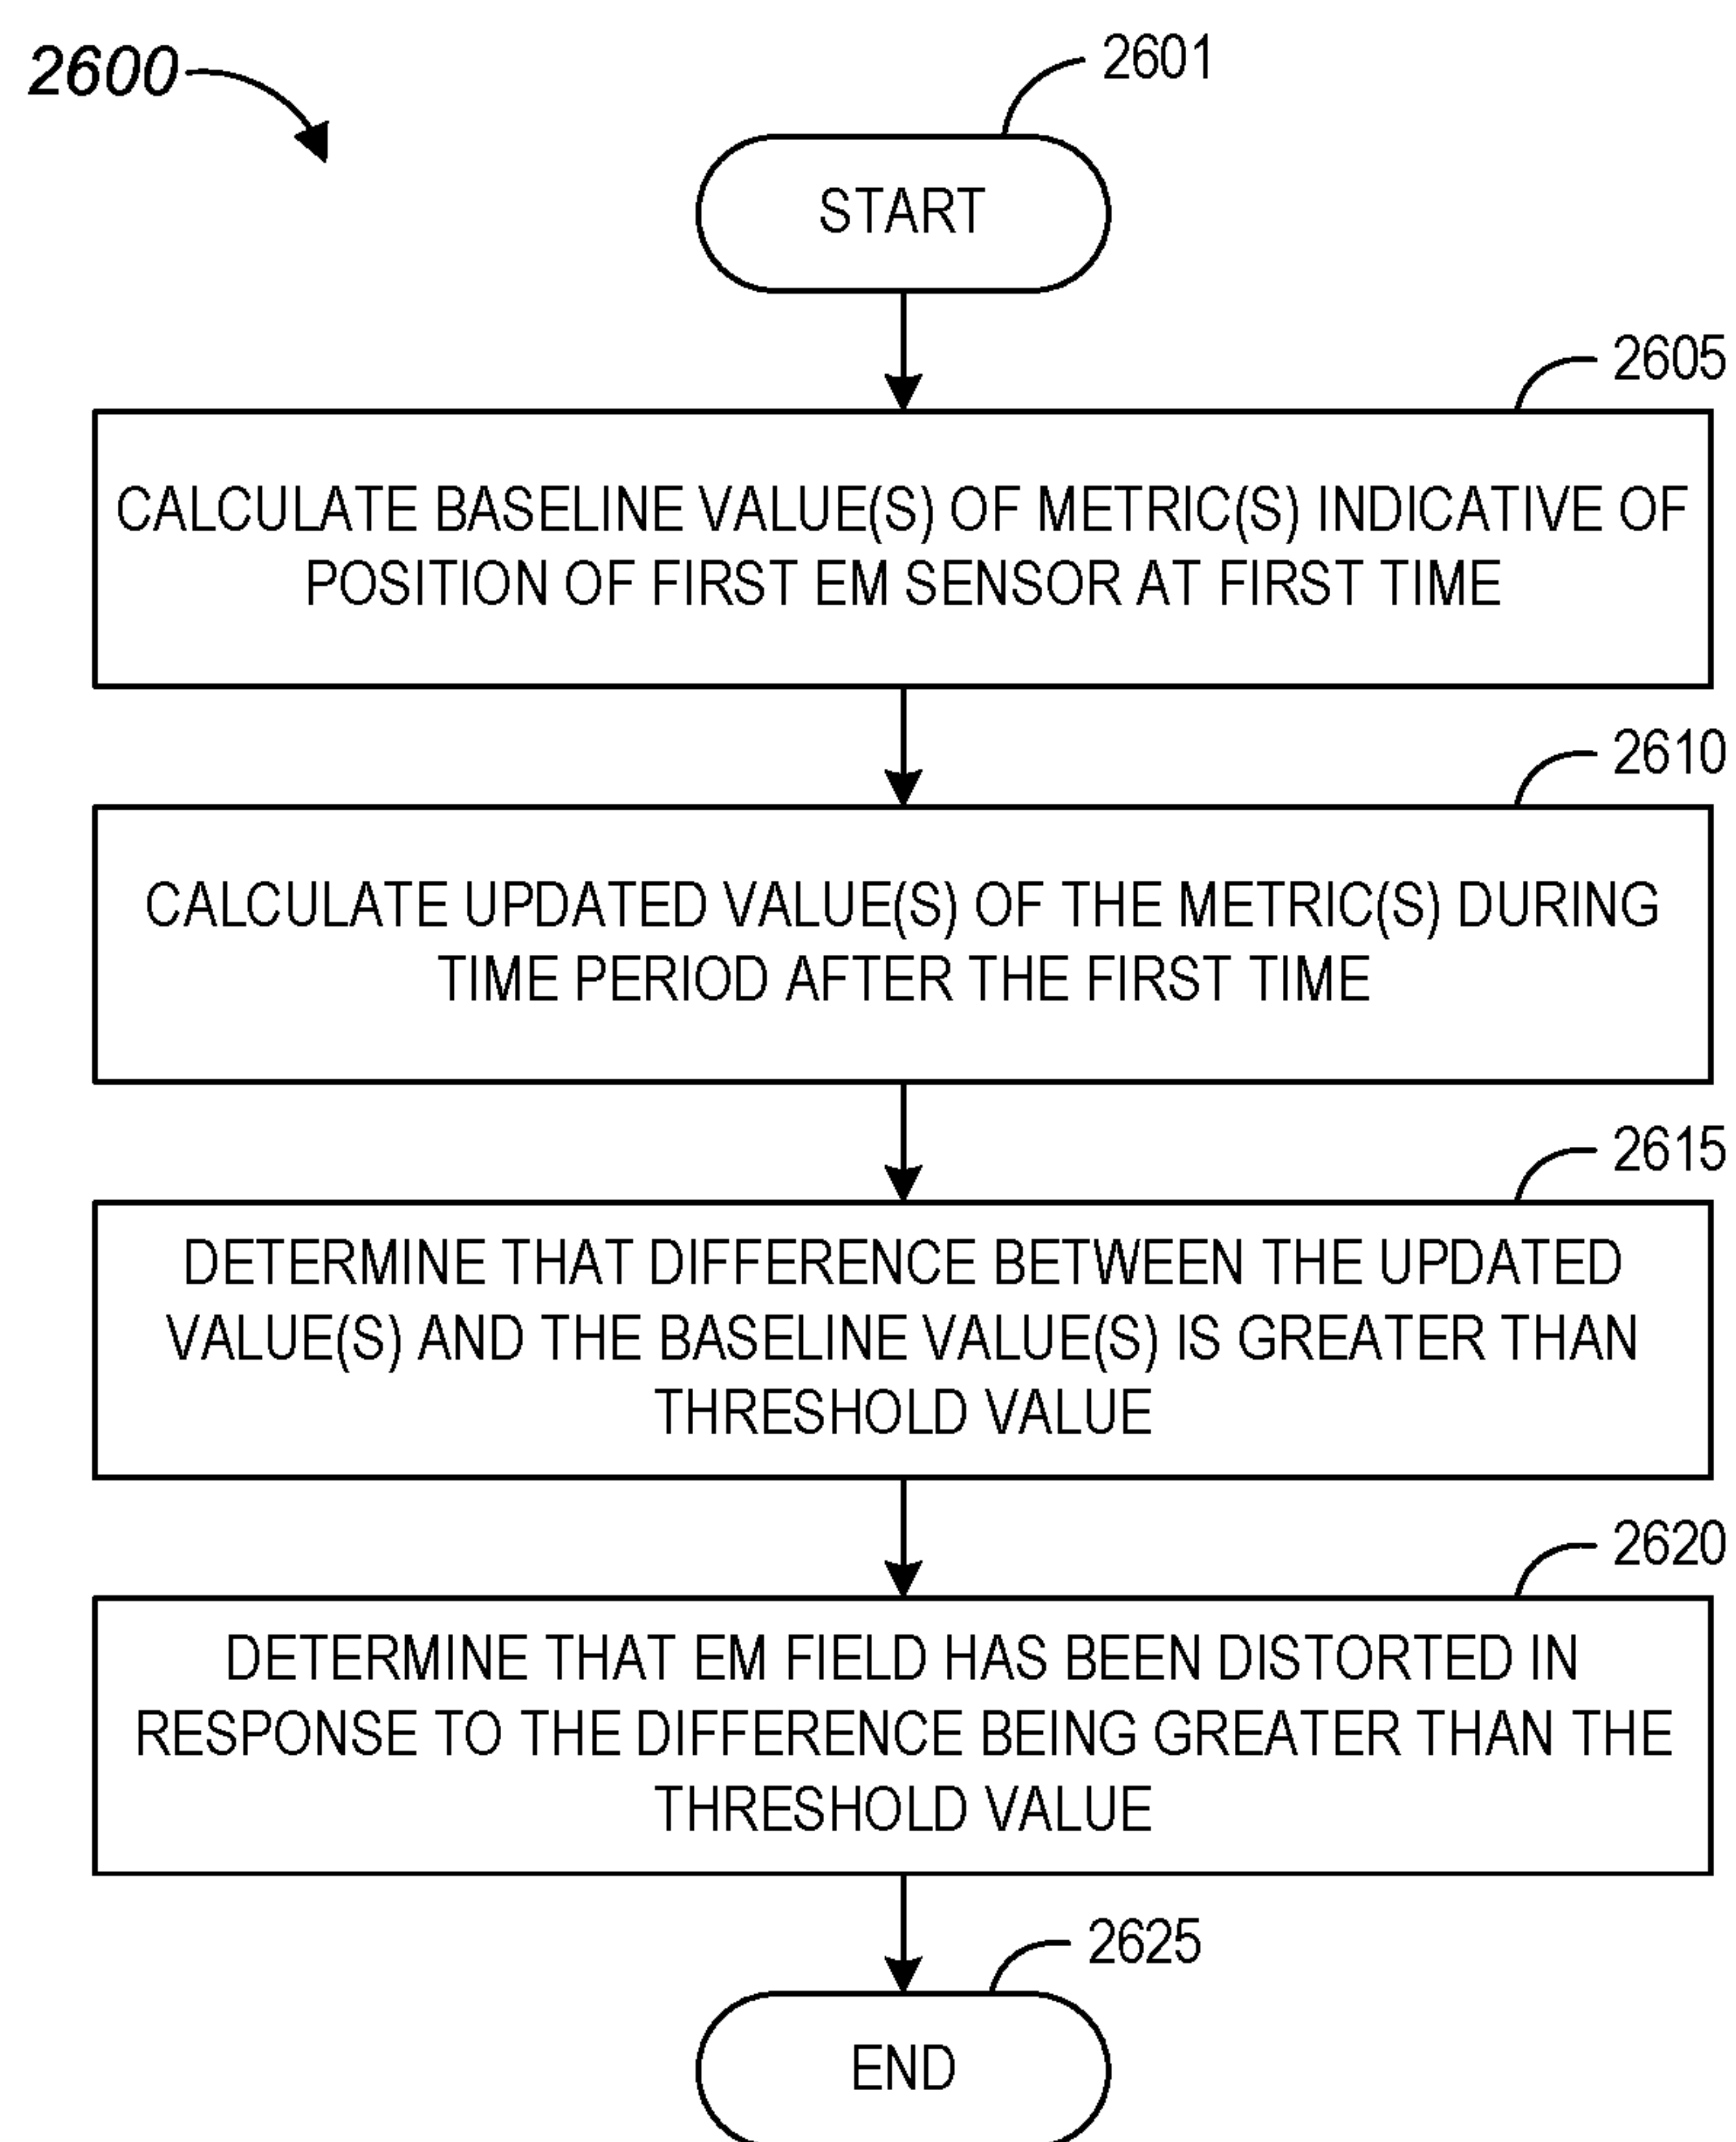 2600
2601
START
2605
CALCULATE BASELINE VALUE(S) OF METRIC(S) INDICATIVE OF
POSITION OF FIRST EM SENSOR AT FIRST TIME
2610
CALCULATE UPDATED VALUE(S) OF THE METRIC(S) DURING
TIME PERIOD AFTER THE FIRST TIME
2615
DETERMINE THAT DIFFERENCE BETWEEN THE UPDATED
VALUE(S) AND THE BASELINE VALUE(S) IS GREATER THAN
THRESHOLD VALUE
2620
DETERMINE THAT EM FIELD HAS BEEN DISTORTED IN
RESPONSE TO THE DIFFERENCE BEING GREATER THAN THE
THRESHOLD VALUE
2625
END